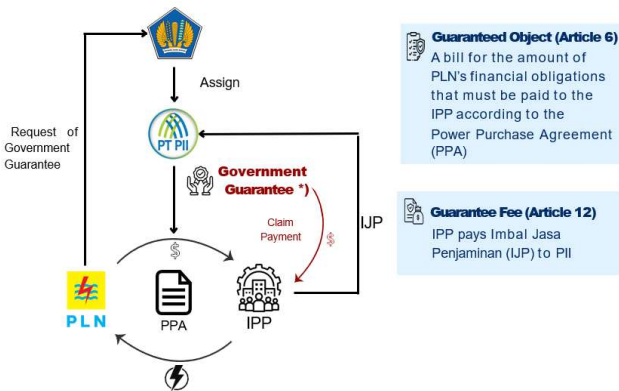 Guaranteed Object (Article 6)
A bill for the amount of
PLN's financial obligations
that must be paid to the
IPP according to the
Power Purchase Agreement
(PPA)
Assign
Request of
Government
Guarantee
PT PII
Government
Guarantee *)
Claim
Payment
$
IJP
Guarantee Fee (Article 12)
IPP pays Imbal Jasa
Penjaminan (IJP) to PII
$
PLN
PPA
IPP